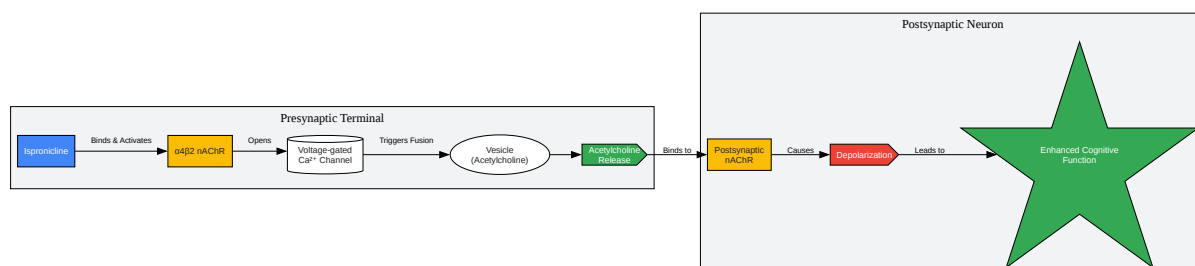 Postsynaptic Neuron
Presynaptic Terminal
Ispronicline
Binds & Activates
α4β2 nAChR
Opens
Voltage-gated
Ca²⁺ Channel
Triggers Fusion
Vesicle
(Acetylcholine)
Acetylcholine
Release
Binds to
Postsynaptic
nAChR
Causes
Depolarization
Leads to
Enhanced Cognitive
Function